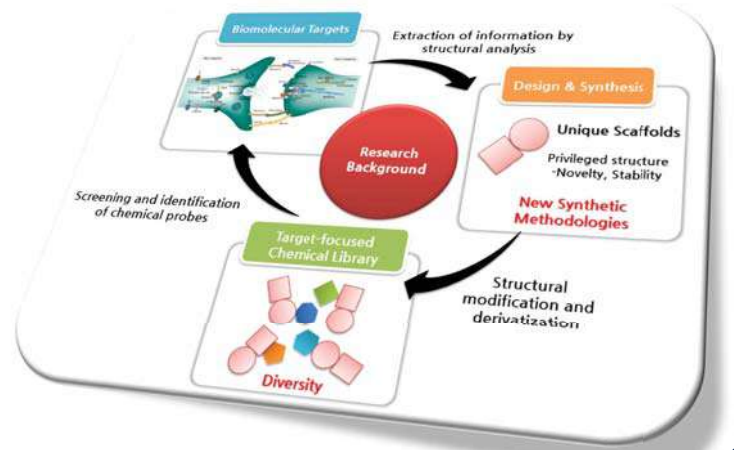 Biomolecular Targets
Extraction of information by
structural analysis
Design & Synthesis
Unique Scaffolds
Privileged structure
-Novelty, Stability
New Synthetic
Methodologies
Research
Background
Screening and identification
of chemical probes
Target-focused
Chemical Library
Structural
modification and
derivatization
Diversity